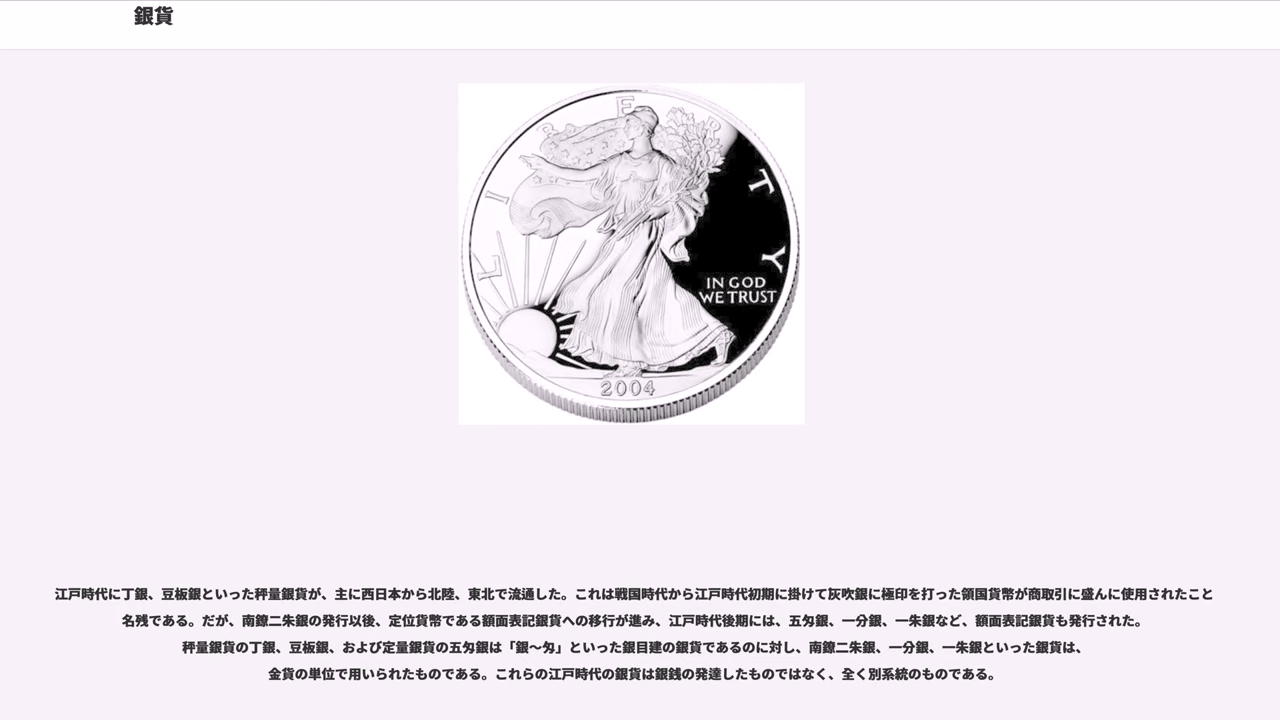 銀貨
LIBERTY
IN GOD
WE TRUST
2004
江戸時代に丁銀、豆板銀といった秤量銀貨が、主に西日本から北陸、東北で流通した。これは戦国時代から江戸時代初期に掛けて灰吹銀に極印を打った領国貨幣が商取引に盛んに使用されたこと
名残である。だが、南鐐二朱銀の発行以後、定位貨幣である額面表記銀貨への移行が進み、江戸時代後期には、五匁銀、一分銀、一朱銀など、額面表記銀貨も発行された。
秤量銀貨の丁銀、豆板銀、および定量銀貨の五匁銀は「銀〜匁」といった銀目建の銀貨であるのに対し、南鐐二朱銀、一分銀、一朱銀といった銀貨は、
金貨の単位で用いられたものである。これらの江戸時代の銀貨は銀銭の発達したものではなく、全く別系統のものである。